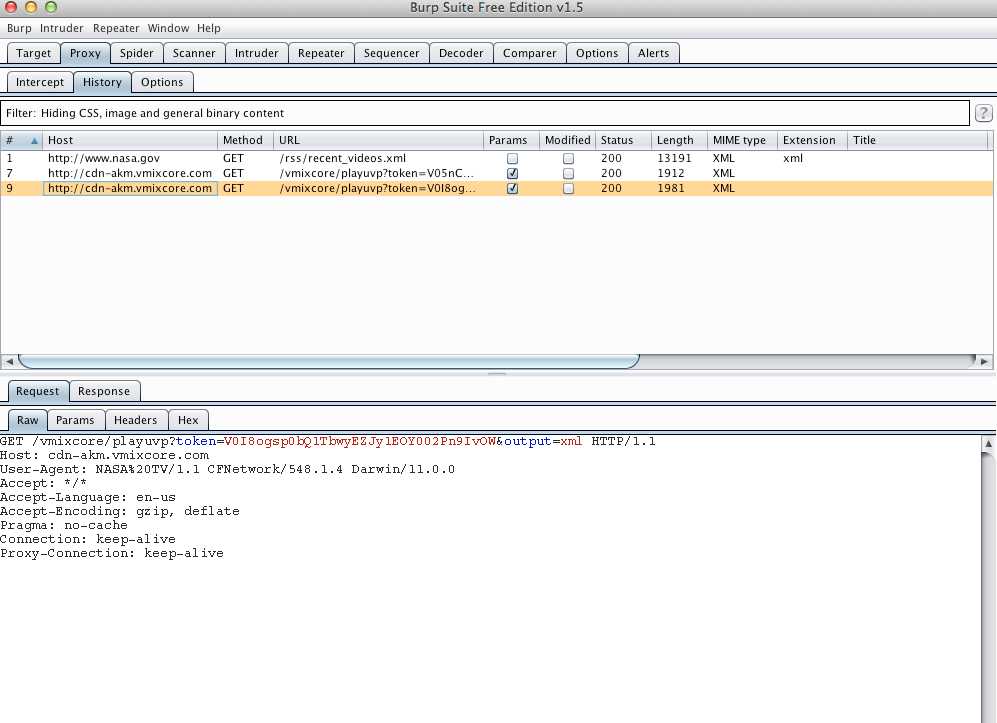 Burp Suite Free Edition v1.5
Burp Intruder Repeater Window Help
Target Proxy Spider Scanner Intruder Repeater Sequencer Decoder Comparer Options Alerts
Intercept History Options
Filter: Hiding CSS, image and general binary content ?
# Host Method URL Params Modified Status Length MIME type Extension Title
1 http://www.nasa.gov GET /rss/recent_videos.xml 200 13191 XML xml
7 http://cdn-akm.vmixcore.com GET /vmixcore/playuvp?token=V05nC... 200 1912 XML
9 http://cdn-akm.vmixcore.com GET /vmixcore/playuvp?token=V0I8og... 200 1981 XML
Request Response
Raw Params Headers Hex
GET /vmixcore/playuvp?token=V0I8ogsp0bQlTbwyEZJylEOY002Pn9IvOW&output=xml HTTP/1.1
Host: cdn-akm.vmixcore.com
User-Agent: NASA%20TV/1.1 CFNetwork/548.1.4 Darwin/11.0.0
Accept: */*
Accept-Language: en-us
Accept-Encoding: gzip, deflate
Pragma: no-cache
Connection: keep-alive
Proxy-Connection: keep-alive